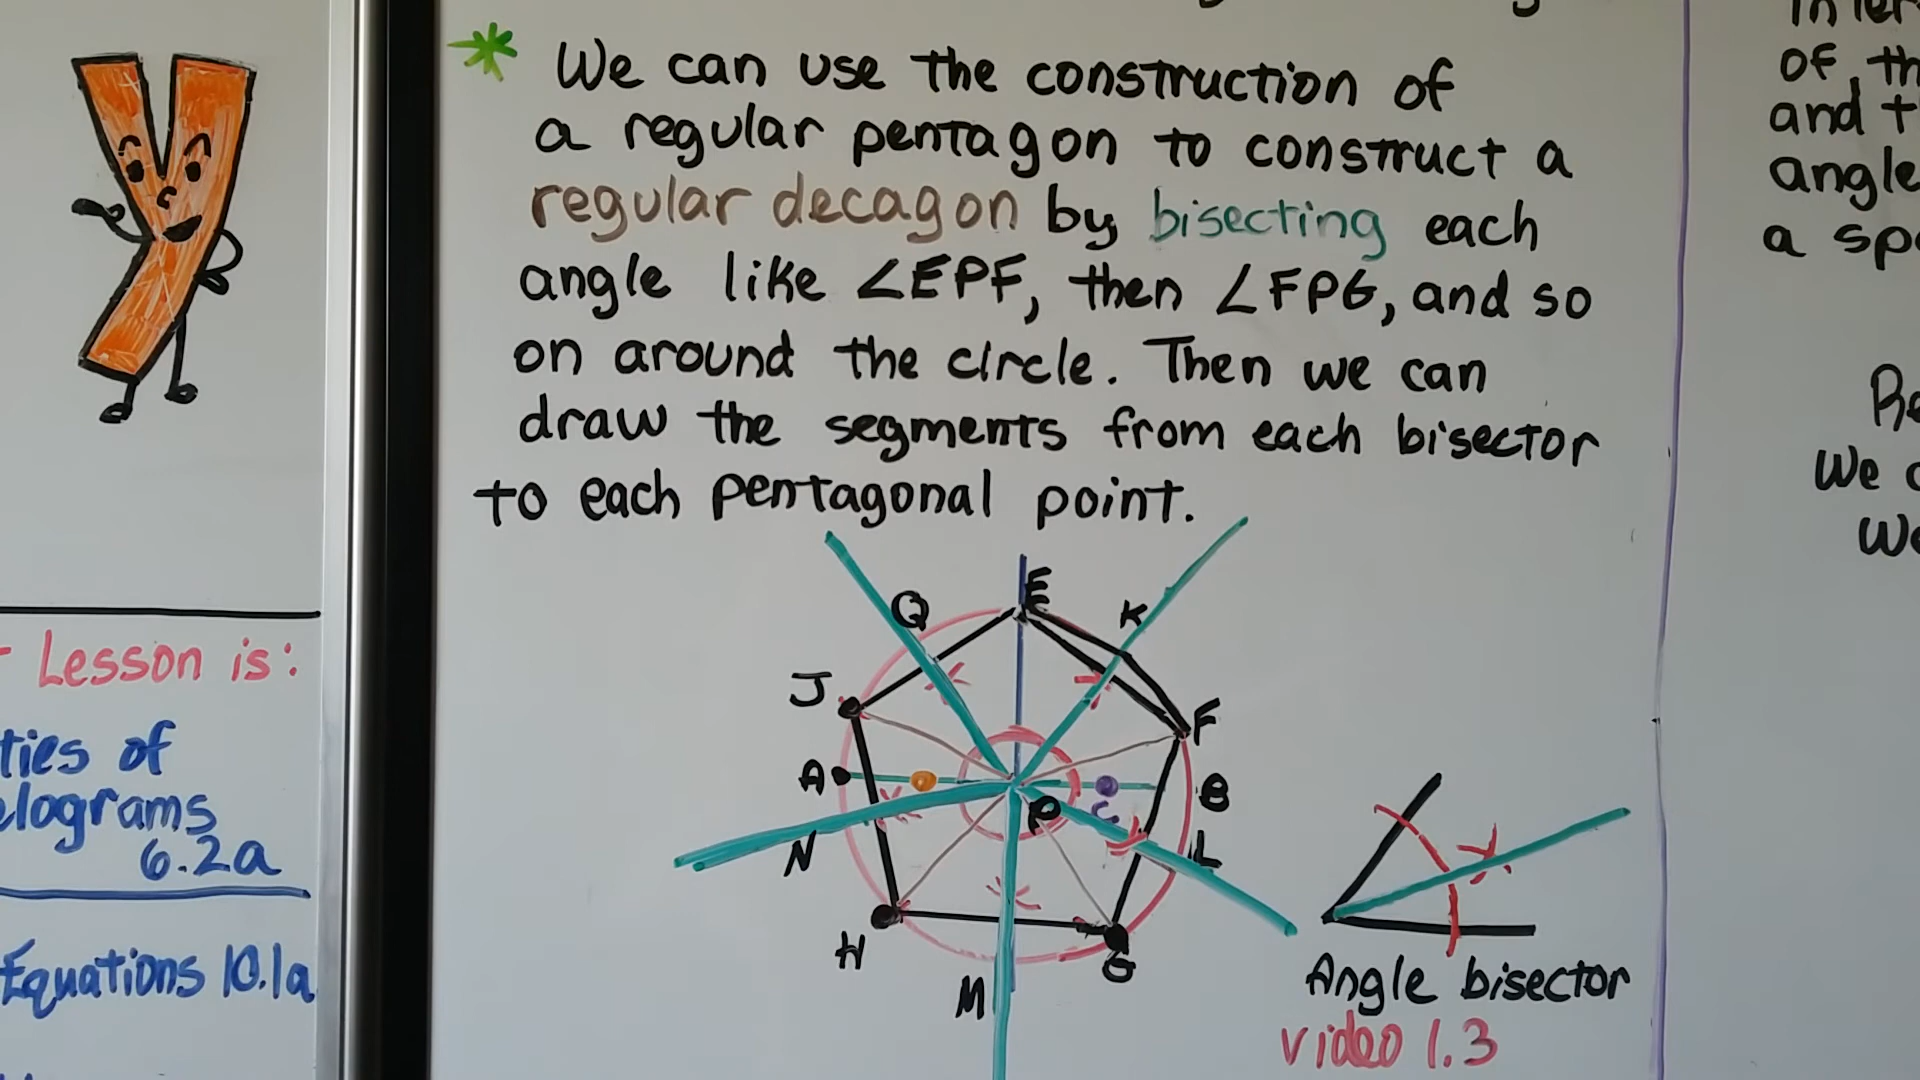 We can use the construction of
a regular pentagon to construct a
regular decagon by bisecting each
angle like ∠EPF, then ∠FPG, and so
on around the circle. Then we can
draw the segments from each bisector
to each pentagonal point.
E
Q
K
J
F
A
B
P
C
N
L
H
G
M
Angle bisector
video 1.3
Lesson is:
ties of
elograms
6.2a
Equations 10.1a
of th
and t
angle
a sp
We